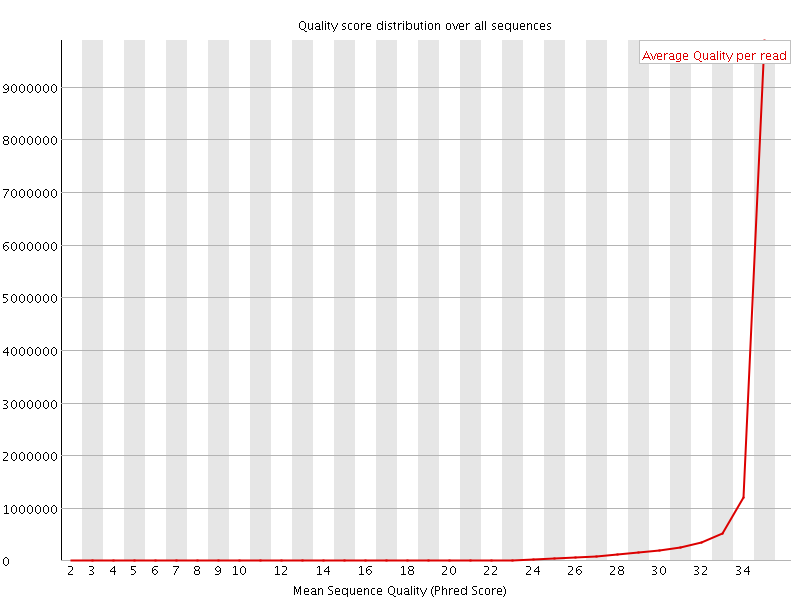 Quality score distribution over all sequences
Average Quality per read
9000000
8000000
7000000
6000000
5000000
4000000
3000000
2000000
1000000
0
2 3 4 5 6 7 8 9 10 12 14 16 18 20 22 24 26 28 30 32 34
Mean Sequence Quality (Phred Score)